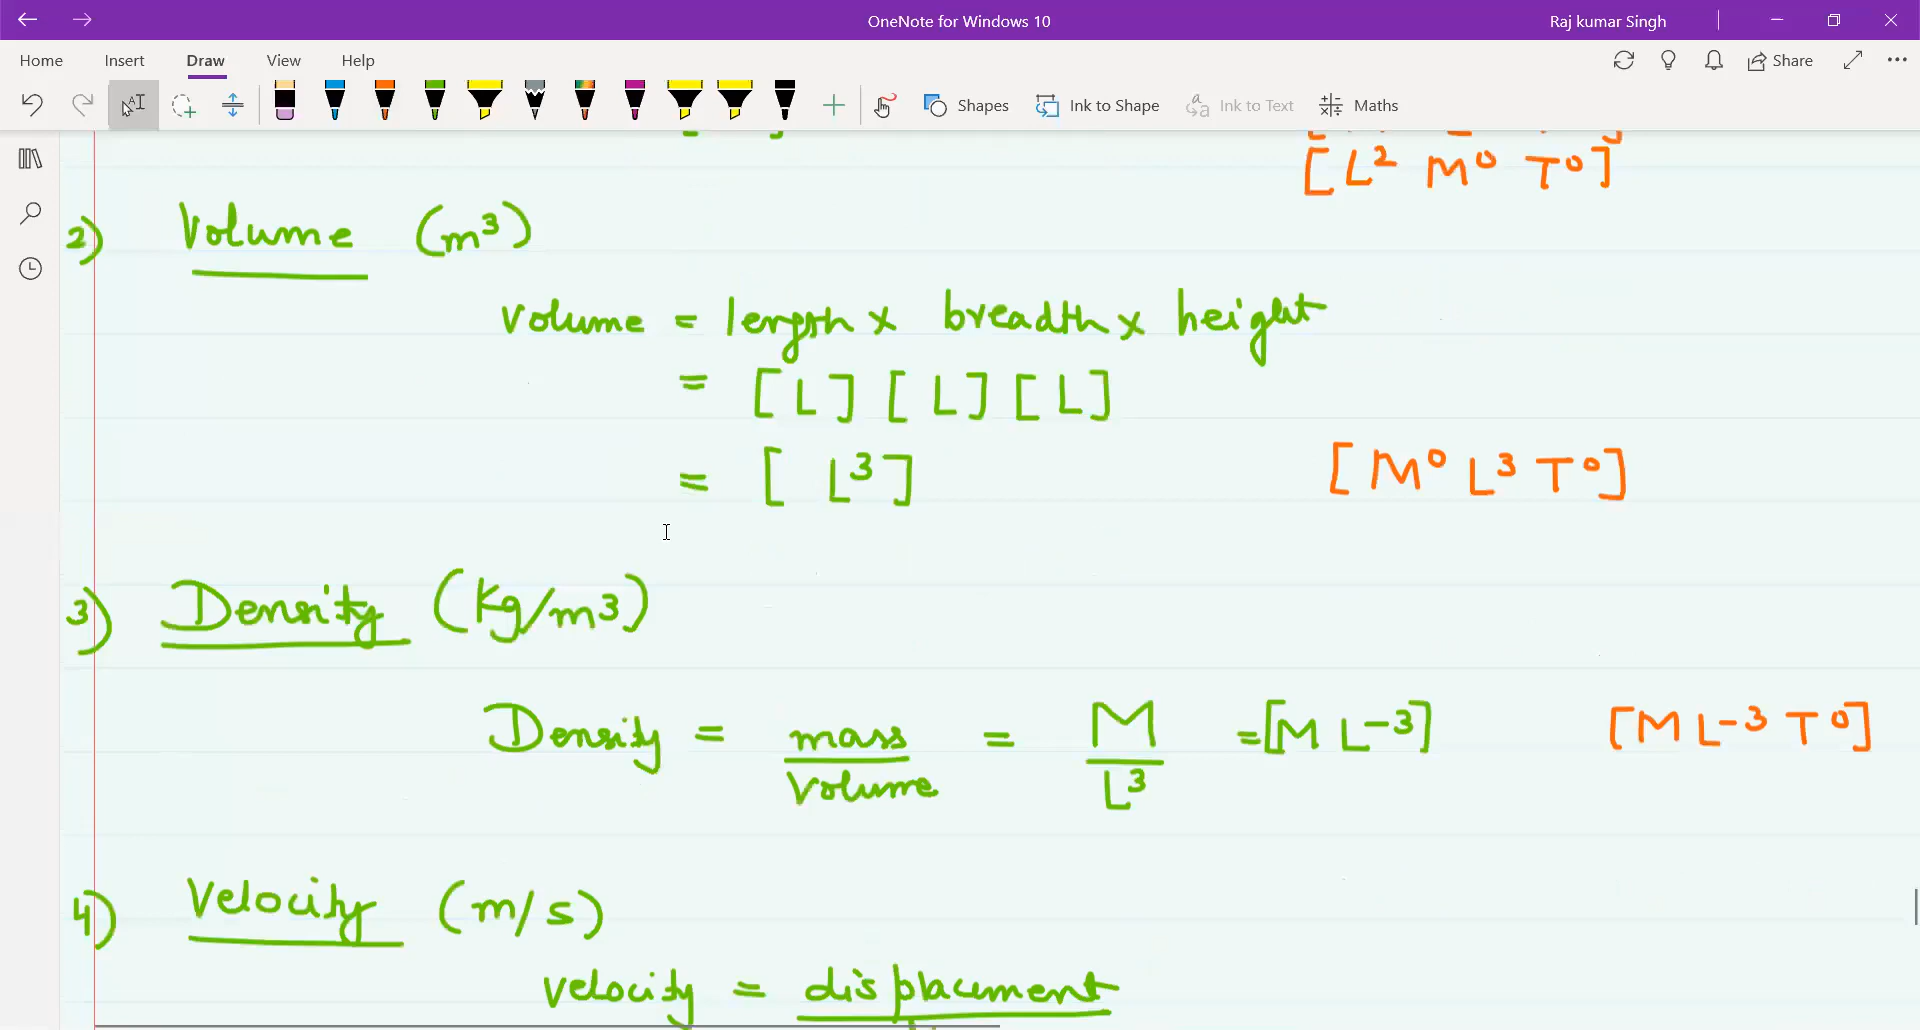 OneNote for Windows 10
Raj kumar Singh
Home Insert Draw View Help
Share
Shapes Ink to Shape Ink to Text Maths
[L² M⁰ T⁰]
2) Volume (m³)
Volume = length x breadth x height
= [L] [L] [L]
= [L³] [M⁰ L³ T⁰]
3) Density (Kg/m³)
Density = mass/Volume = M/L³ = [M L⁻³] [M L⁻³ T⁰]
4) Velocity (m/s)
velocity = displacement